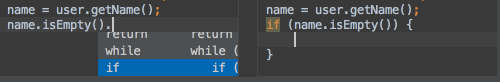 name = user.getName();
name.isEmpty().
return return
while while (
if if (
name = user.getName();
if (name.isEmpty()) {
}